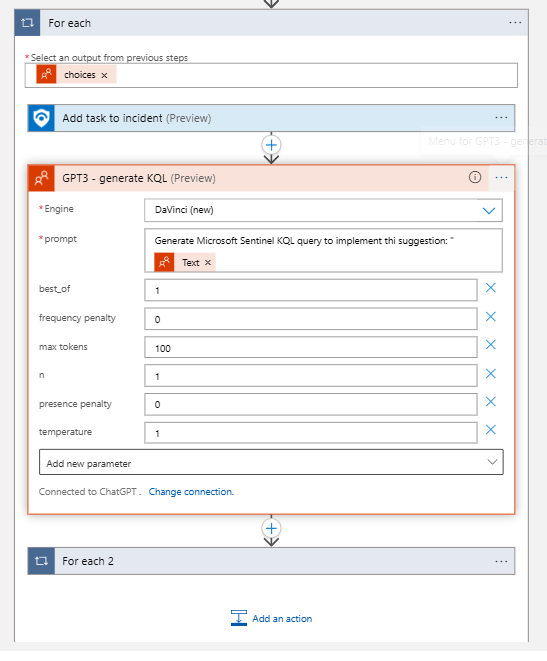 For each
...
* Select an output from previous steps
choices ×
Add task to incident (Preview)
...
Menu for GPT3 - generat
GPT3 - generate KQL (Preview)
...
* Engine
DaVinci (new)
* prompt
Generate Microsoft Sentinel KQL query to implement thi suggestion: "
Text ×
best_of
1
frequency penalty
0
max tokens
100
n
1
presence penalty
0
temperature
1
Add new parameter
Connected to ChatGPT . Change connection.
For each 2
...
Add an action